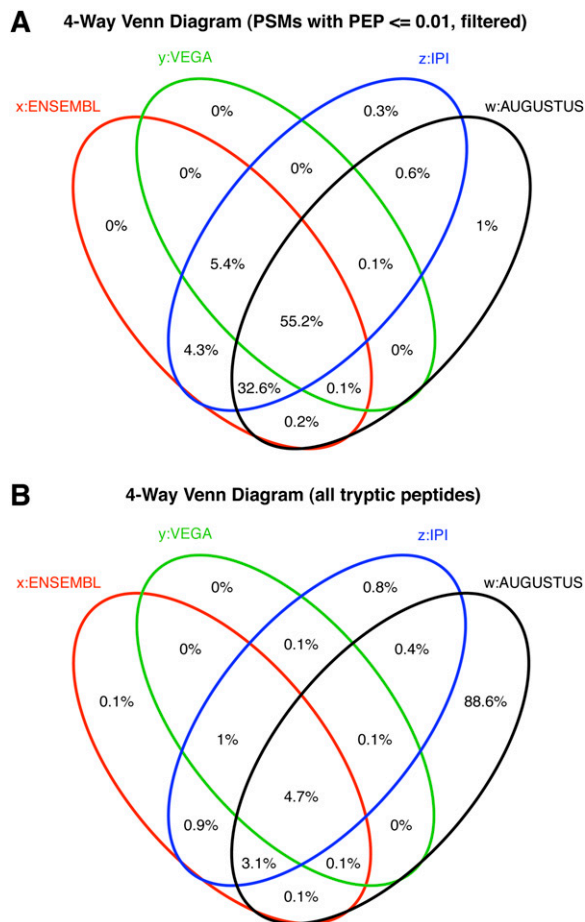 A 4-Way Venn Diagram (PSMs with PEP <= 0.01, filtered)
y:VEGA z:IPI
x:ENSEMBL w:AUGUSTUS
0% 0.3%
0% 0% 0.6%
0% 1%
5.4% 0.1%
55.2%
4.3% 0%
32.6% 0.1%
0.2%
B 4-Way Venn Diagram (all tryptic peptides)
y:VEGA z:IPI
x:ENSEMBL w:AUGUSTUS
0% 0.8%
0% 0.1% 0.4%
0.1% 88.6%
1% 0.1%
4.7%
0.9% 0%
3.1% 0.1%
0.1%